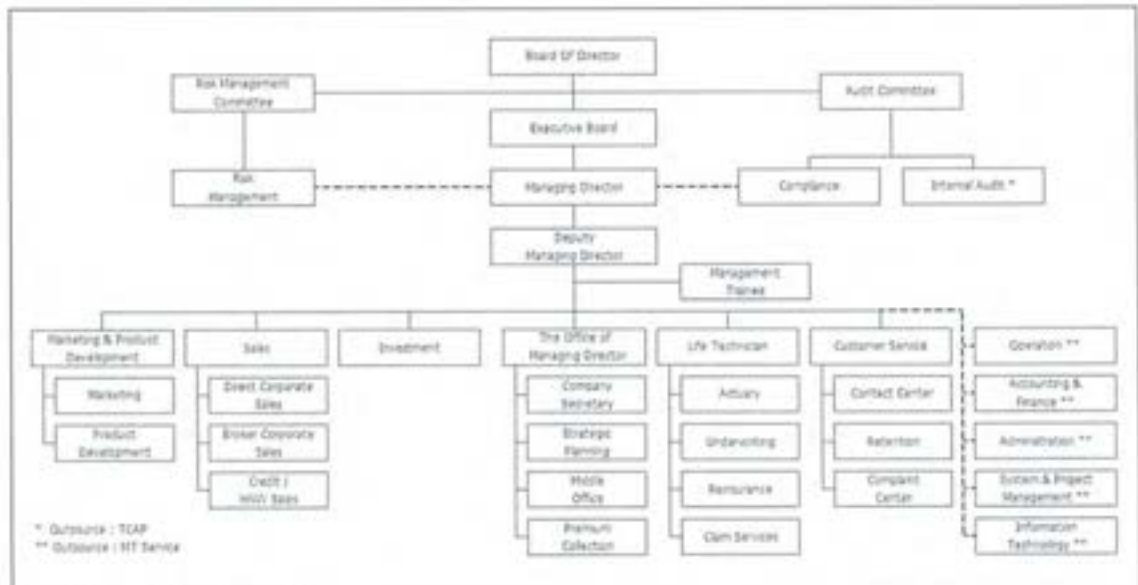 Board Of Director
Risk Management
Committee
Audit Committee
Executive Board
Risk
Management
Managing Director
Compliance
Internal Audit *
Deputy
Managing Director
Management
Trainee
Marketing & Product
Development
Sales
Investment
The Office of
Managing Director
Life Technician
Customer Service
Operation **
Marketing
Direct Corporate
Sales
Company
Secretary
Actuary
Contact Center
Accounting &
Finance **
Product
Development
Broker Corporate
Sales
Strategic
Planning
Underwriting
Retention
Administration **
Credit /
Sales
Middle
Office
Reinsurance
Complaint
Center
System & Project
Management **
Premium
Collection
Claim Services
Information
Technology **
* Outsource : TCAP
** Outsource : MT Service